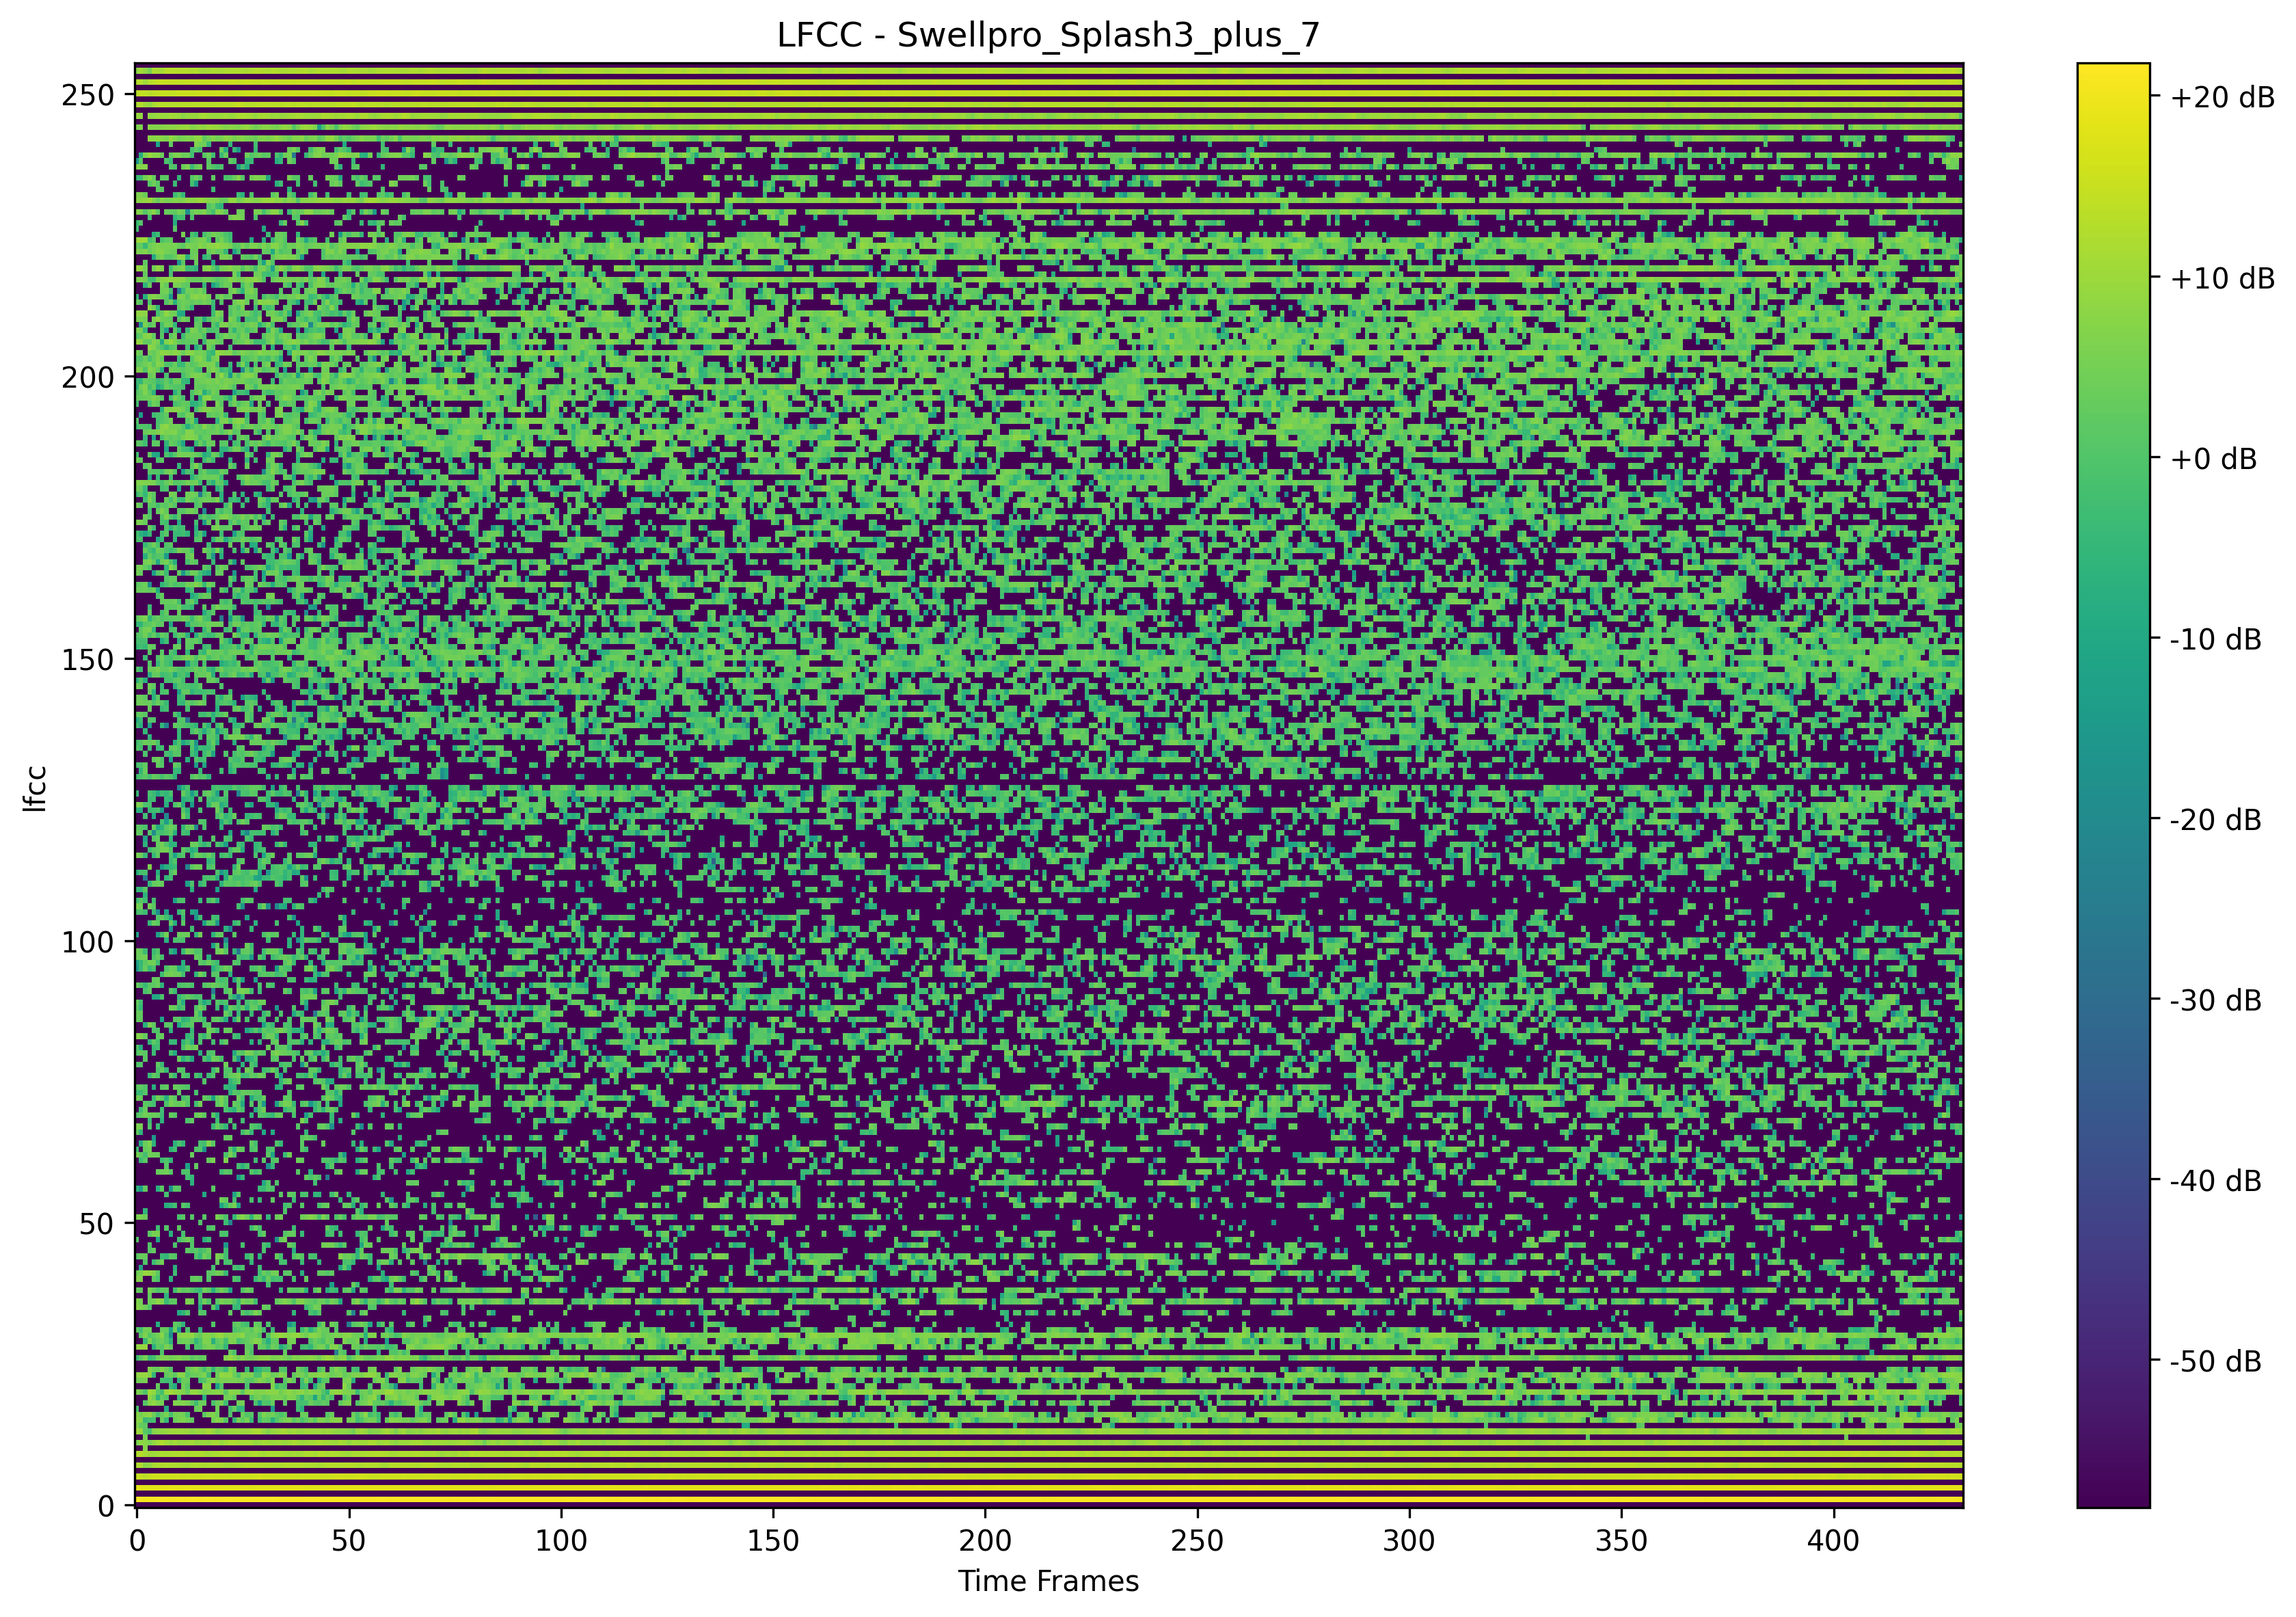 LFCC - Swellpro_Splash3_plus_7
250
200
150
100
50
0
lfcc
0 50 100 150 200 250 300 350 400
Time Frames
+20 dB
+10 dB
+0 dB
-10 dB
-20 dB
-30 dB
-40 dB
-50 dB